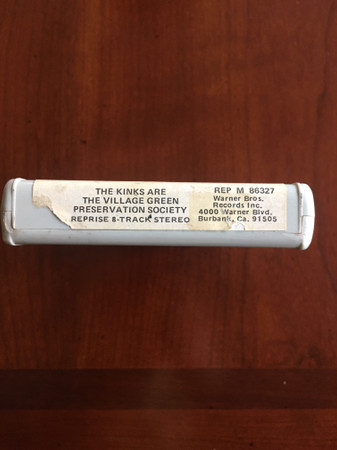 THE KINKS ARE
THE VILLAGE GREEN
PRESERVATION SOCIETY
REPRISE 8-TRACK STEREO
REP M 86327
Warner Bros.
Records Inc.
4000 Warner Blvd.
Burbank, Ca. 91505